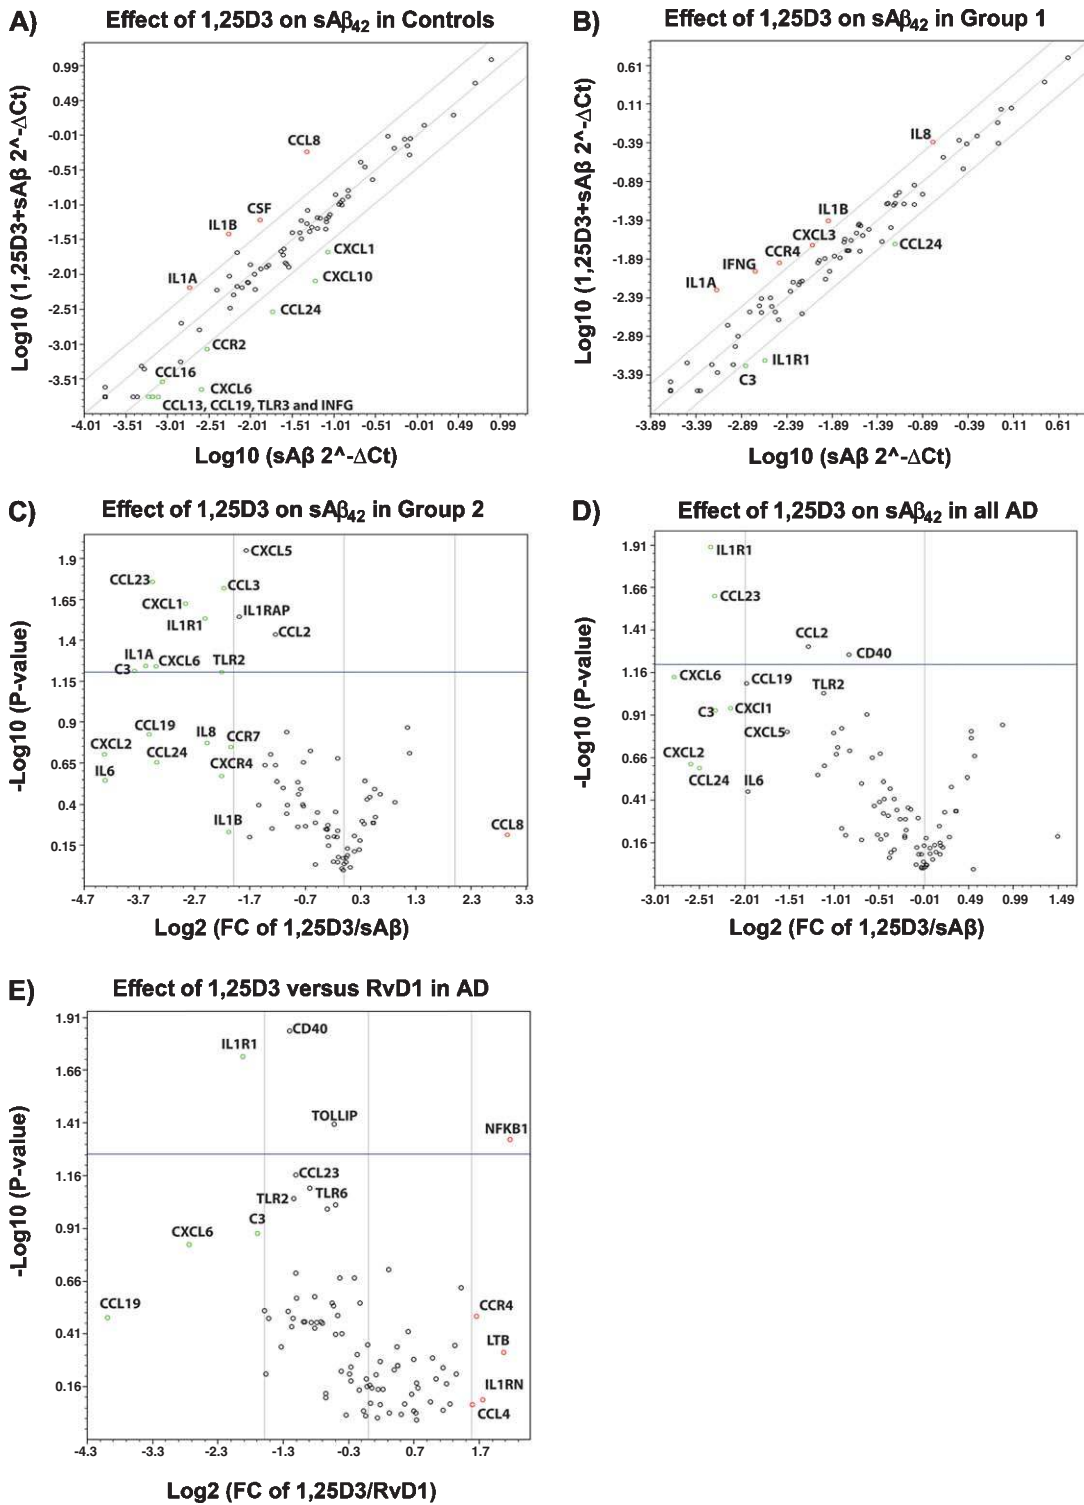 A) Effect of 1,25D3 on sAβ42 in Controls
Log10 (1,25D3+sAβ 2^-ΔCt)
0.99
0.49
-0.01
-0.51
-1.01
-1.51
-2.01
-2.51
-3.01
-3.51
CCL8
CSF
IL1B
CXCL1
IL1A
CXCL10
CCL24
CCR2
CCL16
CXCL6
CCL13, CCL19, TLR3 and INFG
-4.01 -3.51 -3.01 -2.51 -2.01 -1.51 -1.01 -0.51 -0.01 0.49 0.99
Log10 (sAβ 2^-ΔCt)
B) Effect of 1,25D3 on sAβ42 in Group 1
Log10 (1,25D3+sAβ 2^-ΔCt)
0.61
0.11
-0.39
-0.89
-1.39
-1.89
-2.39
-2.89
-3.39
IL8
IL1B
CXCL3
CCL24
CCR4
IFNG
IL1A
IL1R1
C3
-3.89 -3.39 -2.89 -2.39 -1.89 -1.39 -0.89 -0.39 0.11 0.61
Log10 (sAβ 2^-ΔCt)
C) Effect of 1,25D3 on sAβ42 in Group 2
-Log10 (P-value)
1.9
1.65
1.4
1.15
0.9
0.65
0.4
0.15
CXCL5
CCL23
CCL3
CXCL1
IL1RAP
IL1R1
CCL2
IL1A
CXCL6
TLR2
C3
CCL19
IL8
CCR7
CXCL2
CCL24
CXCR4
IL6
IL1B
CCL8
-4.7 -3.7 -2.7 -1.7 -0.7 0.3 1.3 2.3 3.3
Log2 (FC of 1,25D3/sAβ)
D) Effect of 1,25D3 on sAβ42 in all AD
-Log10 (P-value)
1.91
1.66
1.41
1.16
0.91
0.66
0.41
0.16
IL1R1
CCL23
CCL2
CD40
CXCL6
CCL19
TLR2
C3
CXCl1
CXCL5
CXCL2
CCL24
IL6
-3.01 -2.51 -2.01 -1.51 -1.01 -0.51 -0.01 0.49 0.99 1.49
Log2 (FC of 1,25D3/sAβ)
E) Effect of 1,25D3 versus RvD1 in AD
-Log10 (P-value)
1.91
1.66
1.41
1.16
0.91
0.66
0.41
0.16
CD40
IL1R1
TOLLIP
NFKB1
CCL23
TLR2
TLR6
C3
CXCL6
CCL19
CCR4
LTB
IL1RN
CCL4
-4.3 -3.3 -2.3 -1.3 -0.3 0.7 1.7
Log2 (FC of 1,25D3/RvD1)